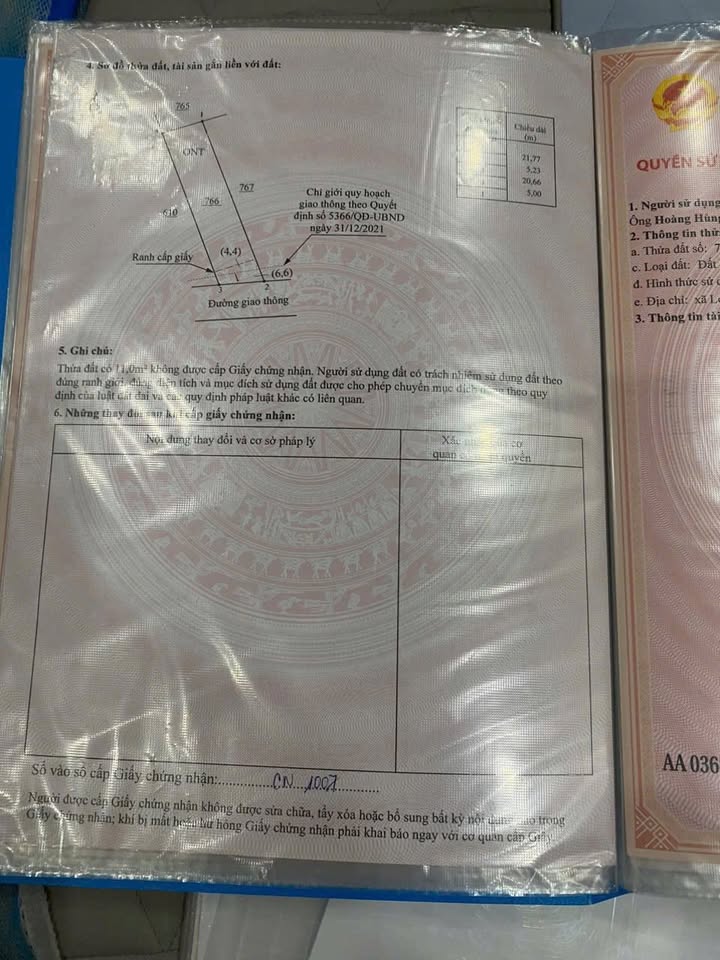 4. Sơ đồ thửa đất, tài sản gắn liền với đất:
765
1
ONT
767
766
610
Chỉ giới quy hoạch
giao thông theo Quyết
định số 5366/QĐ-UBND
ngày 31/12/2021
(4,4)
Ranh cấp giấy
(6,6)
3
2
Đường giao thông
Chiều dài
(m)
21,77
5,23
20,66
5,00
5. Ghi chú:
Thửa đất có 11,0m² không được cấp Giấy chứng nhận. Người sử dụng đất có trách nhiệm sử dụng đất theo
đúng ranh giới, đúng diện tích và mục đích sử dụng đất được cho phép chuyển mục đích theo quy
định của luật đất đai và các quy định pháp luật khác có liên quan.
6. Những thay đổi sau khi cấp giấy chứng nhận:
Nội dung thay đổi và cơ sở pháp lý
cơ
quan quyền
Số vào sổ cấp Giấy chứng nhận: CN 1007
Người được cấp Giấy chứng nhận không được sửa chữa, tẩy xóa hoặc bổ sung bất kỳ nội dung nào trong
Giấy chứng nhận; khi bị mất hoặc hư hỏng Giấy chứng nhận phải khai báo ngay với cơ quan cấp Giấy.
QUYỀN SỬ
1. Người sử dụng
Ông Hoàng Hùng
2. Thông tin thử
a. Thửa đất số: 7
c. Loại đất: Đất
đ. Hình thức sử
e. Địa chỉ: xã
3. Thông tin tài
AA 036